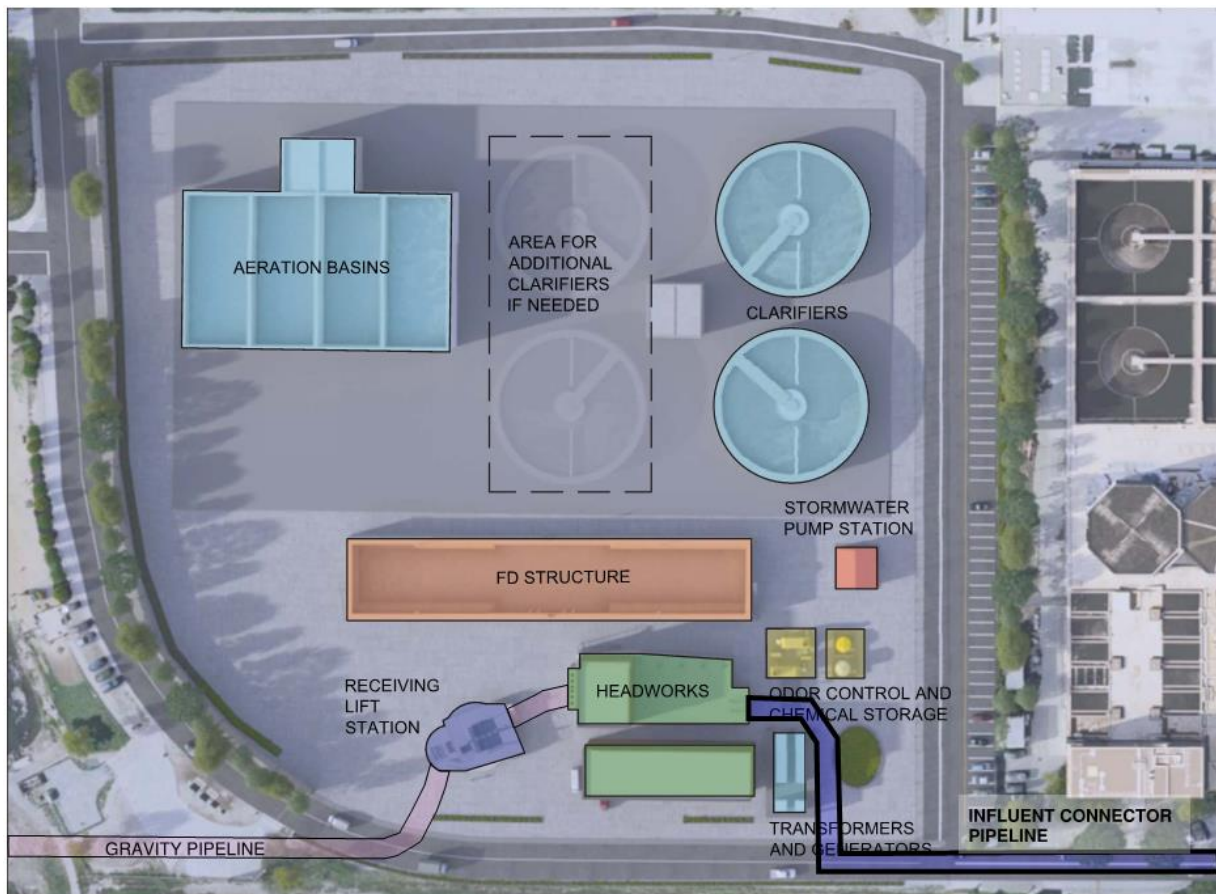 AERATION BASINS
AREA FOR
ADDITIONAL
CLARIFIERS
IF NEEDED
CLARIFIERS
STORMWATER
PUMP STATION
FD STRUCTURE
RECEIVING
LIFT
STATION
HEADWORKS
ODOR CONTROL AND
CHEMICAL STORAGE
GRAVITY PIPELINE
TRANSFORMERS
AND GENERATORS
INFLUENT CONNECTOR
PIPELINE